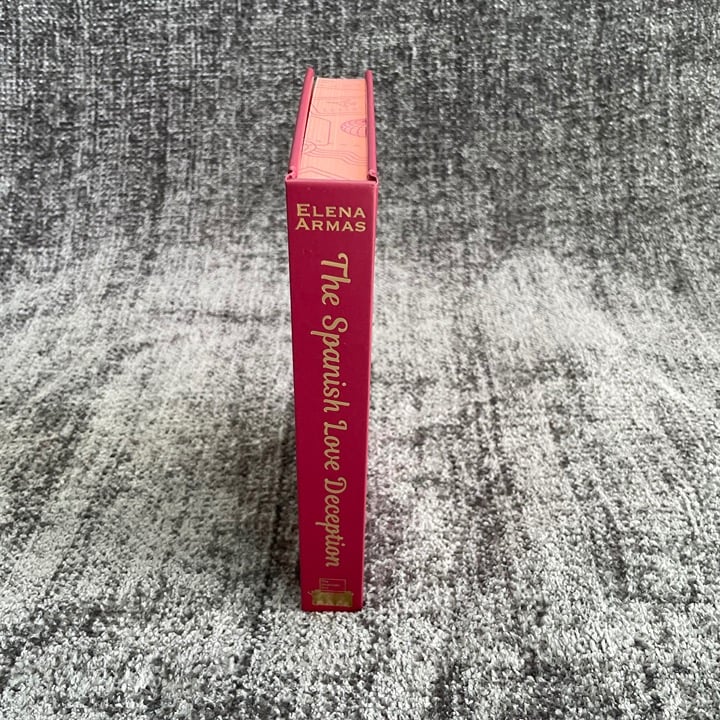 ELENA
ARMAS
The Spanish Love Deception